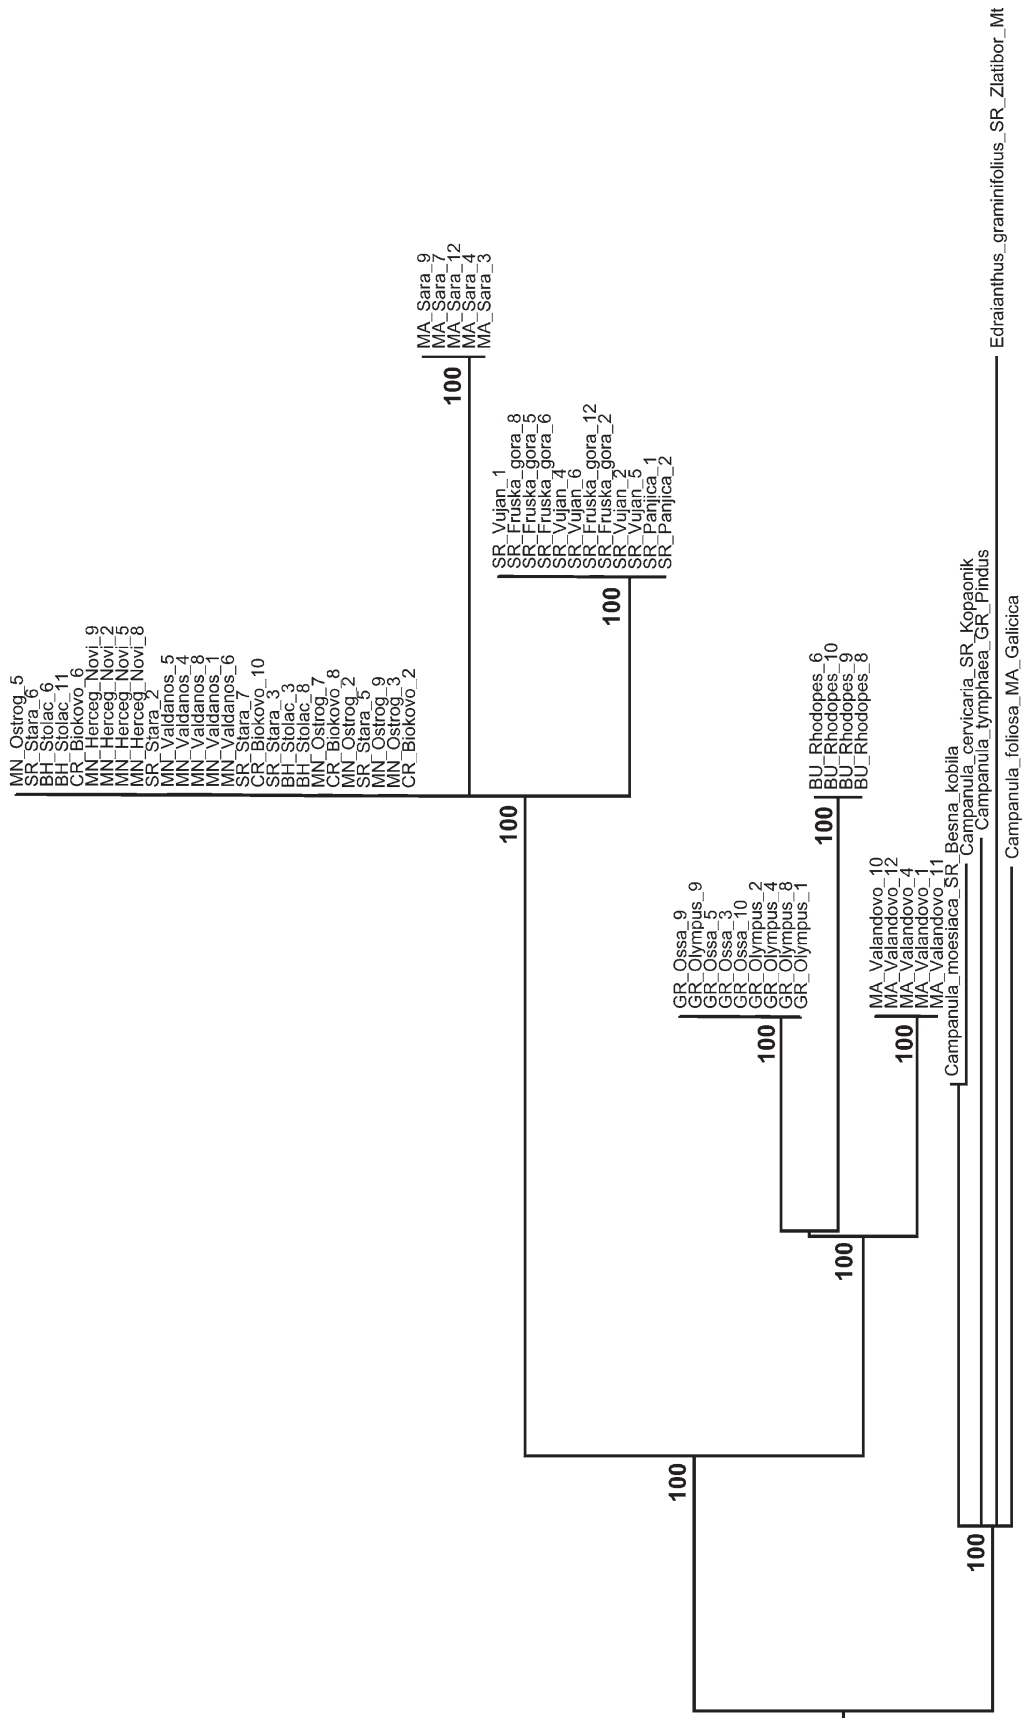 MN_Ostrog_5
SR_Stara_6
BH_Stolac_6
BH_Stolac_11
CR_Biokovo_6
MN_Herceg_Novi_9
MN_Herceg_Novi_2
MN_Herceg_Novi_5
MN_Herceg_Novi_8
SR_Stara_2
MN_Valdanos_5
MN_Valdanos_4
MN_Valdanos_8
MN_Valdanos_1
MN_Valdanos_6
SR_Stara_7
CR_Biokovo_10
SR_Stara_3
BH_Stolac_3
BH_Stolac_8
MN_Ostrog_7
CR_Biokovo_8
MN_Ostrog_2
SR_Stara_5
MN_Ostrog_9
MN_Ostrog_3
CR_Biokovo_2
MA_Sara_9
MA_Sara_7
MA_Sara_12
MA_Sara_4
MA_Sara_3
100
SR_Vujan_1
SR_Fruska_gora_8
SR_Fruska_gora_5
SR_Fruska_gora_6
SR_Vujan_4
SR_Vujan_6
SR_Fruska_gora_12
SR_Fruska_gora_2
SR_Vujan_2
SR_Vujan_5
SR_Panjica_1
SR_Panjica_2
100
100
GR_Ossa_9
GR_Olympus_9
GR_Ossa_5
GR_Ossa_3
GR_Ossa_10
GR_Olympus_2
GR_Olympus_4
GR_Olympus_8
GR_Olympus_1
100
BU_Rhodopes_6
BU_Rhodopes_10
BU_Rhodopes_9
BU_Rhodopes_8
100
MA_Valandovo_10
MA_Valandovo_12
MA_Valandovo_4
MA_Valandovo_1
MA_Valandovo_11
100
100
100
Campanula_moesiaca_SR_Besna_kobila
Campanula_cervicaria_SR_Kopaonik
Campanula_tymphaea_GR_Pindus
Edraianthus_graminifolius_SR_Zlatibor_Mt
Campanula_foliosa_MA_Galicica
100